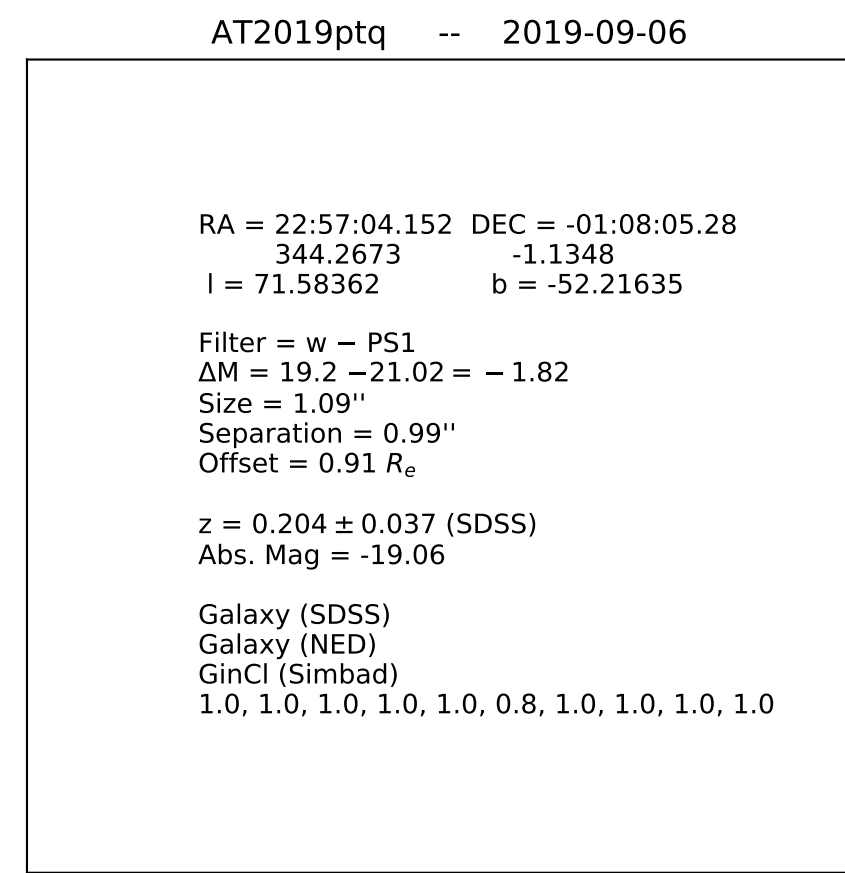 AT2019ptq -- 2019-09-06
RA = 22:57:04.152 DEC = -01:08:05.28
344.2673 -1.1348
l = 71.58362 b = -52.21635
Filter = w − PS1
ΔM = 19.2 −21.02 = − 1.82
Size = 1.09''
Separation = 0.99''
Offset = 0.91 Re
z = 0.204 ± 0.037 (SDSS)
Abs. Mag = -19.06
Galaxy (SDSS)
Galaxy (NED)
GinCl (Simbad)
1.0, 1.0, 1.0, 1.0, 1.0, 0.8, 1.0, 1.0, 1.0, 1.0